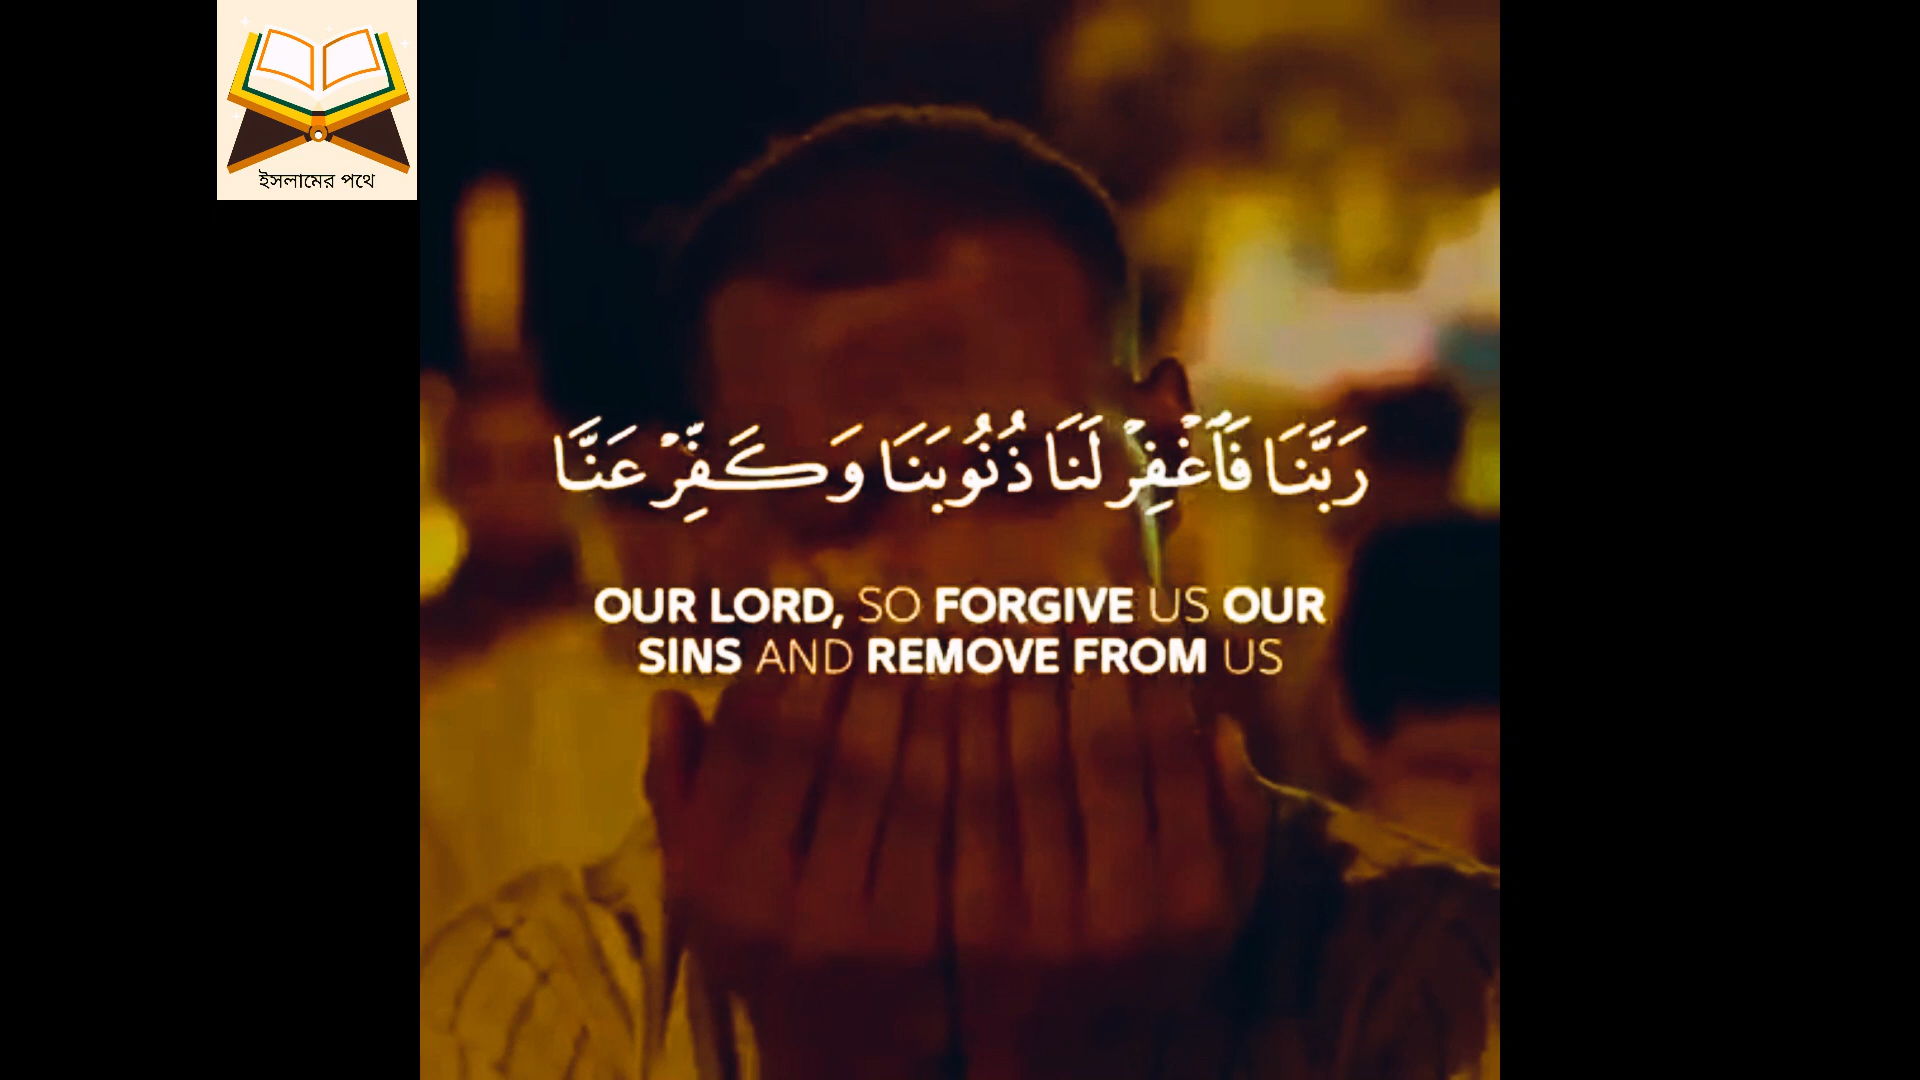 ইসলামের পথে
رَبَّنَا فَٱغْفِرْ لَنَا ذُنُوبَنَا وَكَفِّرْ عَنَّا
OUR LORD, SO FORGIVE US OUR
SINS AND REMOVE FROM US